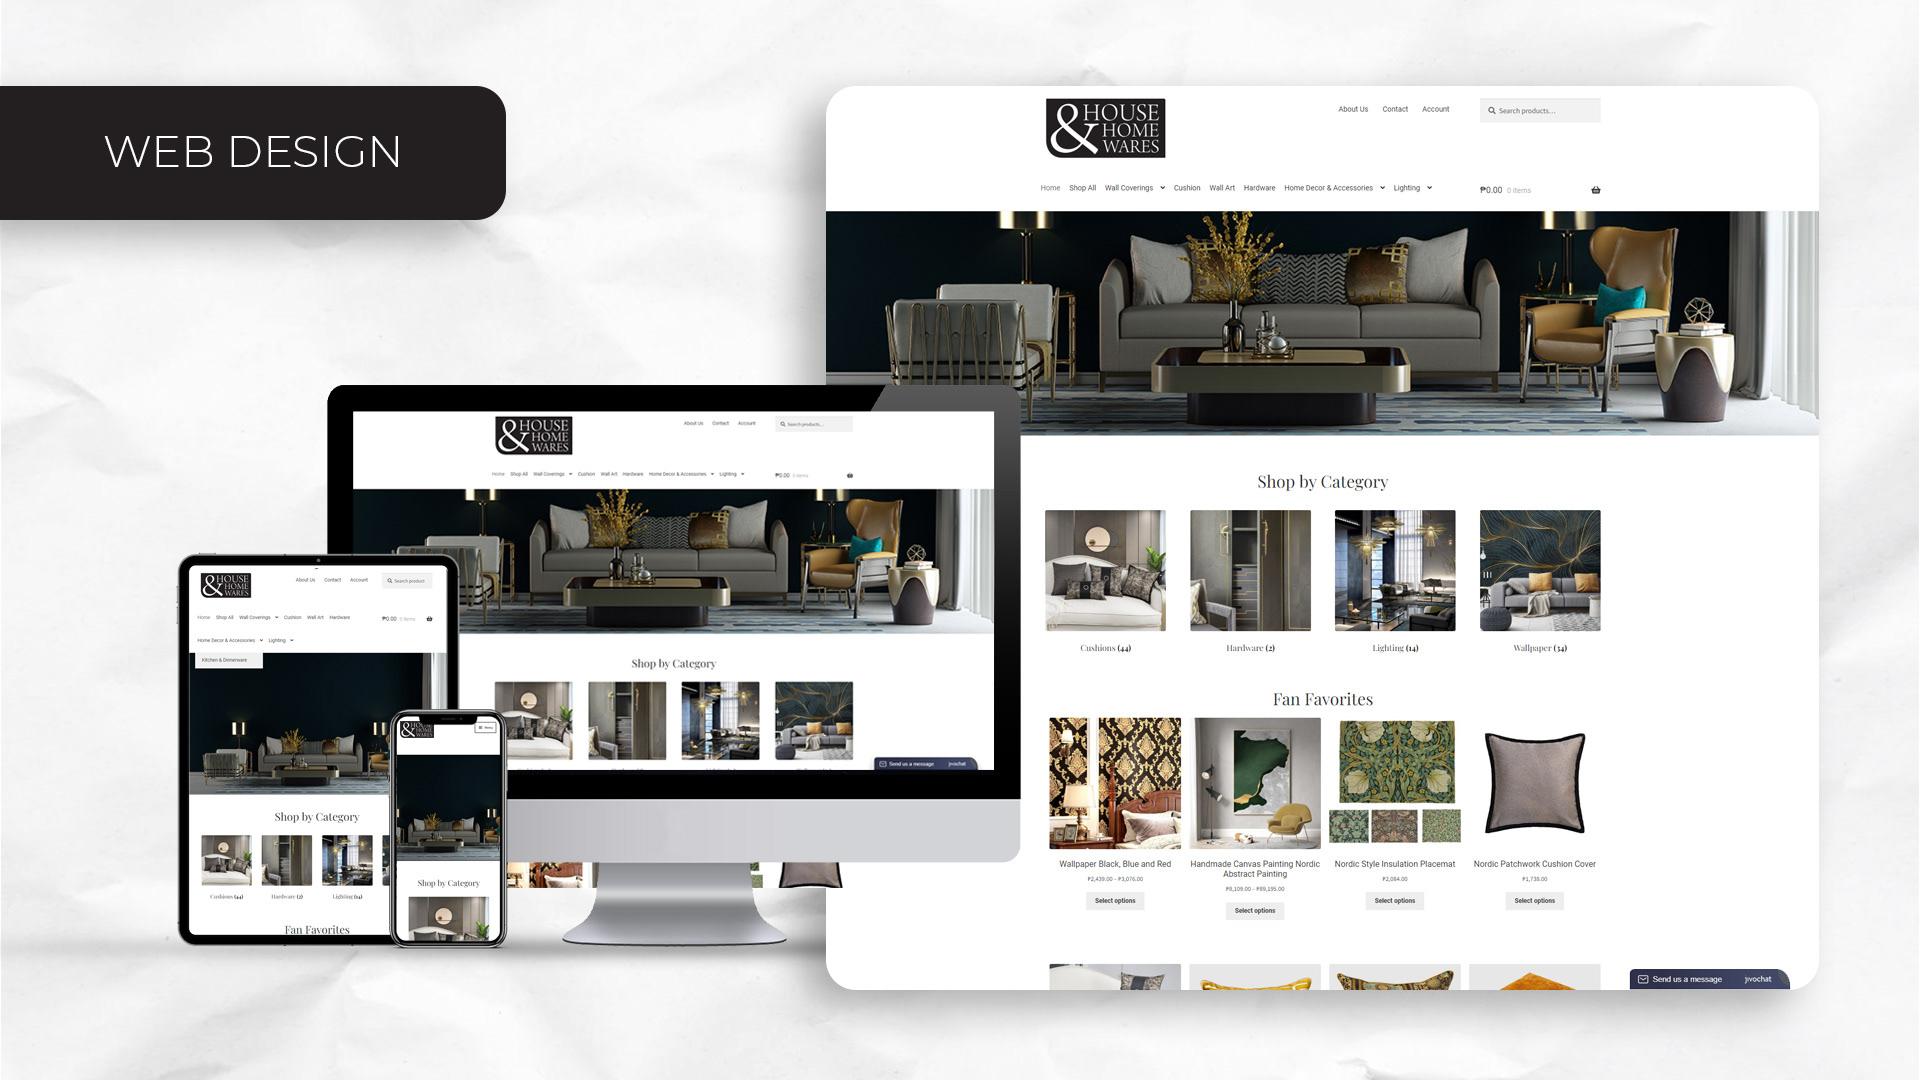 WEB DESIGN
& HOUSE
HOME
WARES
About Us Contact Account
Search products…
Home Shop All Wall Coverings Cushion Wall Art Hardware Home Decor & Accessories Lighting
₱0.00 0 items
Shop by Category
Cushions (44) Hardware (2) Lighting (14) Wallpaper (34)
Fan Favorites
Wallpaper Black, Blue and Red
₱2,439.00 - ₱3,076.00
Select options
Handmade Canvas Painting Nordic
Abstract Painting
₱8,109.00 - ₱89,195.00
Select options
Nordic Style Insulation Placemat
₱2,084.00
Select options
Nordic Patchwork Cushion Cover
₱1,738.00
Select options
Send us a message jivochat
& HOUSE
HOME
WARES
About Us Contact Account
Search products…
Home Shop All Wall Coverings Cushion Wall Art Hardware Home Decor & Accessories Lighting
₱0.00 0 items
Shop by Category
Send us a message jivochat
& HOUSE
HOME
WARES
About Us Contact Account
Search product
Home Shop All Wall Coverings Cushion Wall Art Hardware
₱0.00 0 items
Home Decor & Accessories Lighting
Kitchen & Dinnerware
Shop by Category
Cushions (44) Hardware (2) Lighting (14)
Fan Favorites
& HOUSE
HOME
WARES
Menu
Shop by Category